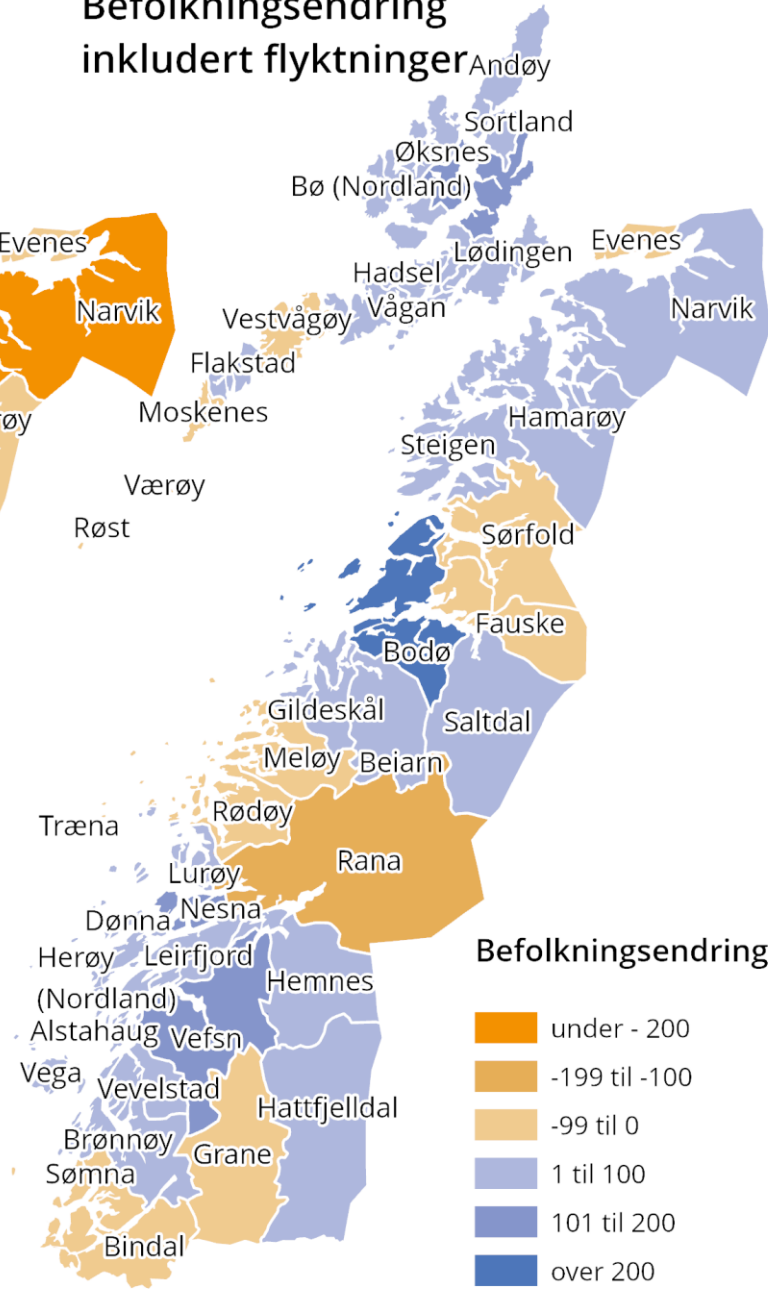 Befolkningsendring
inkludert flyktninger
Andøy
Sortland
Øksnes
Bø (Nordland)
Evenes
Evenes
Lødingen
Hadsel
Narvik
Vågan
Narvik
Vestvågøy
Flakstad
Moskenes
Hamarøy
røy
Steigen
Værøy
Røst
Sørfold
Fauske
Bodø
Gildeskål
Saltdal
Meløy
Beiarn
Rødøy
Træna
Rana
Lurøy
Nesna
Dønna
Herøy
(Nordland)
Leirfjord
Hemnes
Alstahaug
Vefsn
Vega
Vevelstad
Hattfjelldal
Brønnøy
Grane
Sømna
Bindal
Befolkningsendring
under - 200
-199 til -100
-99 til 0
1 til 100
101 til 200
over 200